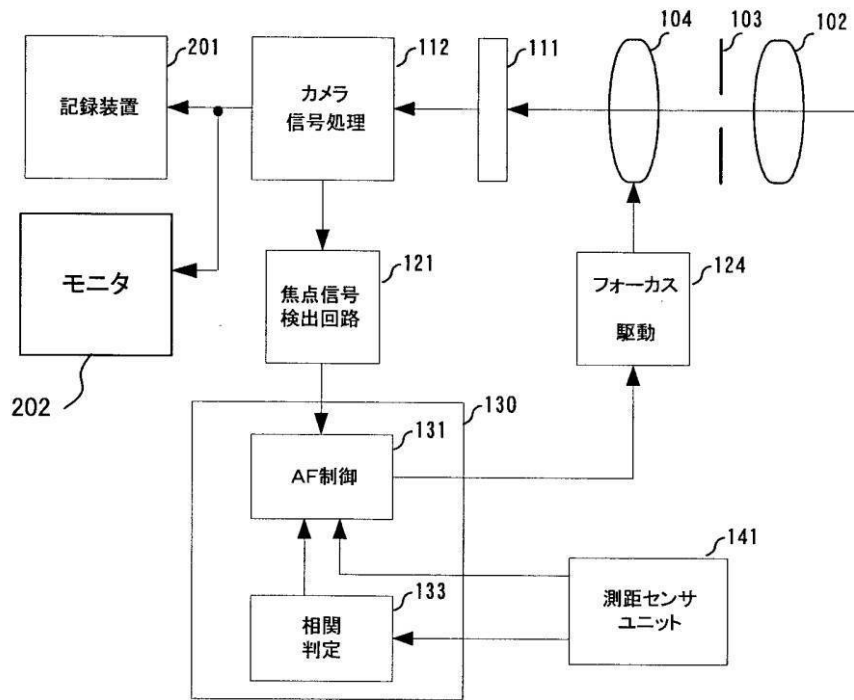 201
記録装置
112
カメラ
信号処理
111
104
103
102
モニタ
202
121
焦点信号
検出回路
124
フォーカス
駆動
130
131
AF制御
133
相関
判定
141
測距センサ
ユニット